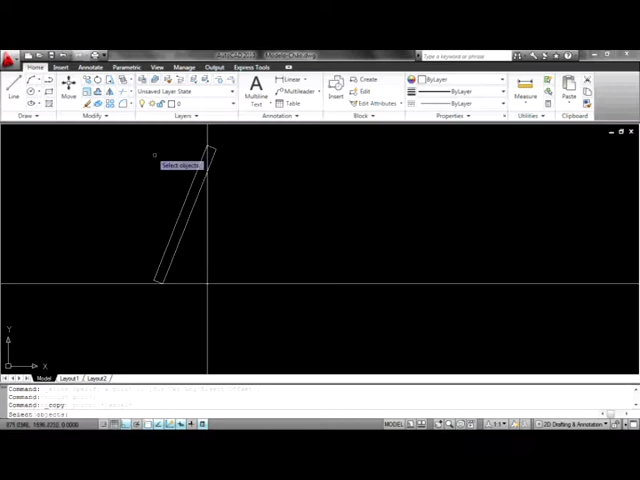 Home Insert Annotate Parametric View Manage Output Express Tools
Line
Move
Unsaved Layer State
0
Multiline
Text
Linear
Multileader
Table
Insert
Create
Edit
Edit Attributes
ByLayer
ByLayer
ByLayer
Measure
Paste
Draw Modify Layers Annotation Block Properties Utilities Clipboard
Select objects:
Y
X
Model Layout1 Layout2
Command:
Command:
Command: _copy
Select objects:
MODEL 1:1 2D Drafting & Annotation